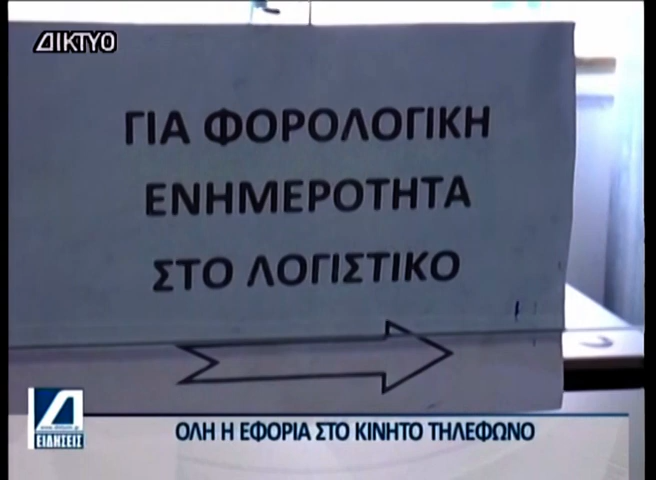 ΔΙΚΤΥΟ
ΓΙΑ ΦΟΡΟΛΟΓΙΚΗ
ΕΝΗΜΕΡΟΤΗΤΑ
ΣΤΟ ΛΟΓΙΣΤΙΚΟ
ΟΛΗ Η ΕΦΟΡΙΑ ΣΤΟ ΚΙΝΗΤΟ ΤΗΛΕΦΩΝΟ
ΕΙΔΗΣΕΙΣ